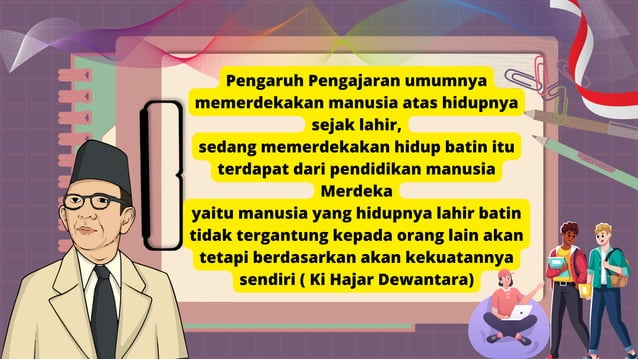 Pengaruh Pengajaran umumnya
memerdekakan manusia atas hidupnya
sejak lahir,
sedang memerdekakan hidup batin itu
terdapat dari pendidikan manusia
Merdeka
yaitu manusia yang hidupnya lahir batin
tidak tergantung kepada orang lain akan
tetapi berdasarkan akan kekuatannya
sendiri ( Ki Hajar Dewantara)